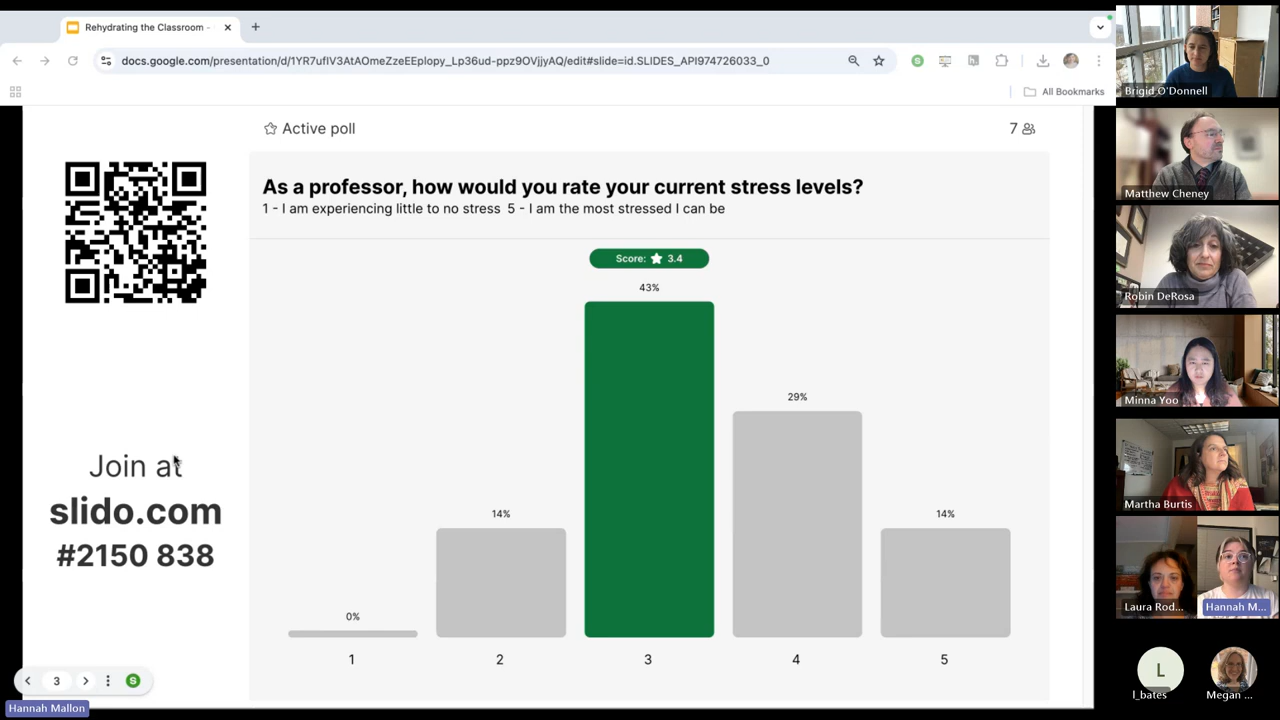 Rehydrating the Classroom -
docs.google.com/presentation/d/1YR7uflV3AtAOmeZzeEEplopy_Lp36ud-ppz9OVjjyAQ/edit#slide=id.SLIDES_API974726033_0
All Bookmarks
Active poll
7
As a professor, how would you rate your current stress levels?
1 - I am experiencing little to no stress 5 - I am the most stressed I can be
Score: 3.4
43%
29%
14%
14%
0%
1
2
3
4
5
Join at
slido.com
#2150 838
3
S
Hannah Mallon
Brigid O'Donnell
Matthew Cheney
Robin DeRosa
Minna Yoo
Martha Burtis
Laura Rod...
Hannah M...
L
l_bates
Megan ...